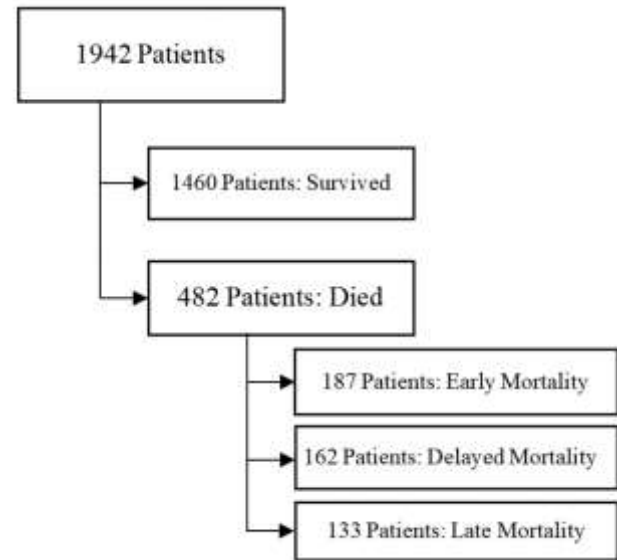 1942 Patients
1460 Patients: Survived
482 Patients: Died
187 Patients: Early Mortality
162 Patients: Delayed Mortality
133 Patients: Late Mortality